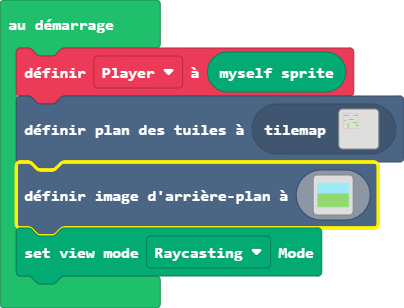 au démarrage
définir Player à myself sprite
définir plan des tuiles à tilemap
définir image d'arrière-plan à
set view mode Raycasting Mode